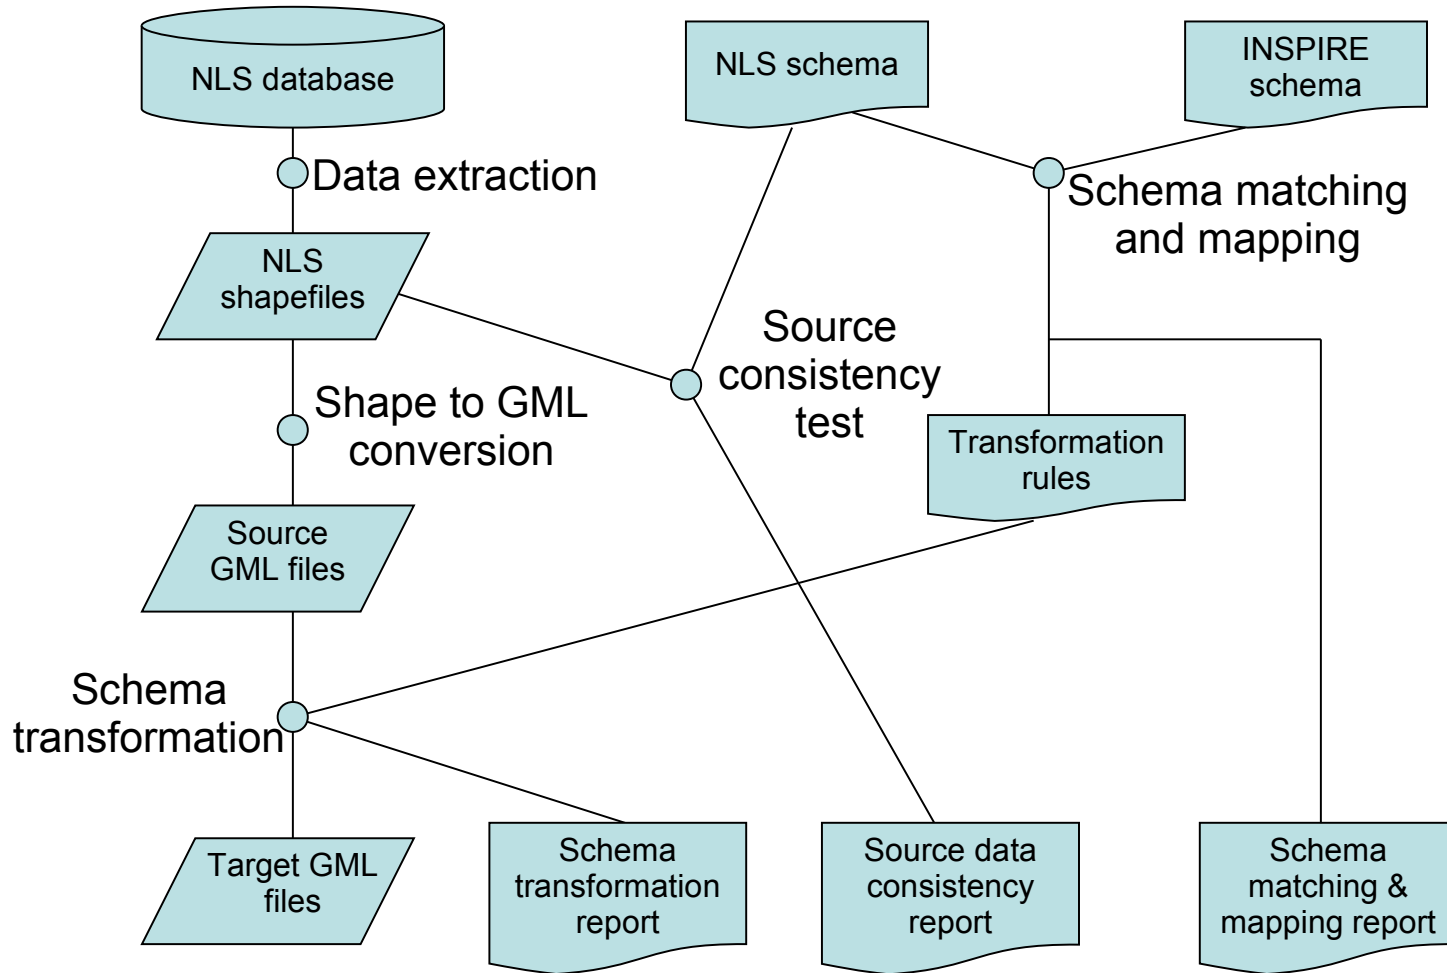 NLS database
NLS schema
INSPIRE
schema
Data extraction
Schema matching
and mapping
NLS
shapefiles
Source
consistency
test
Shape to GML
conversion
Transformation
rules
Source
GML files
Schema
transformation
Target GML
files
Schema
transformation
report
Source data
consistency
report
Schema
matching &
mapping report